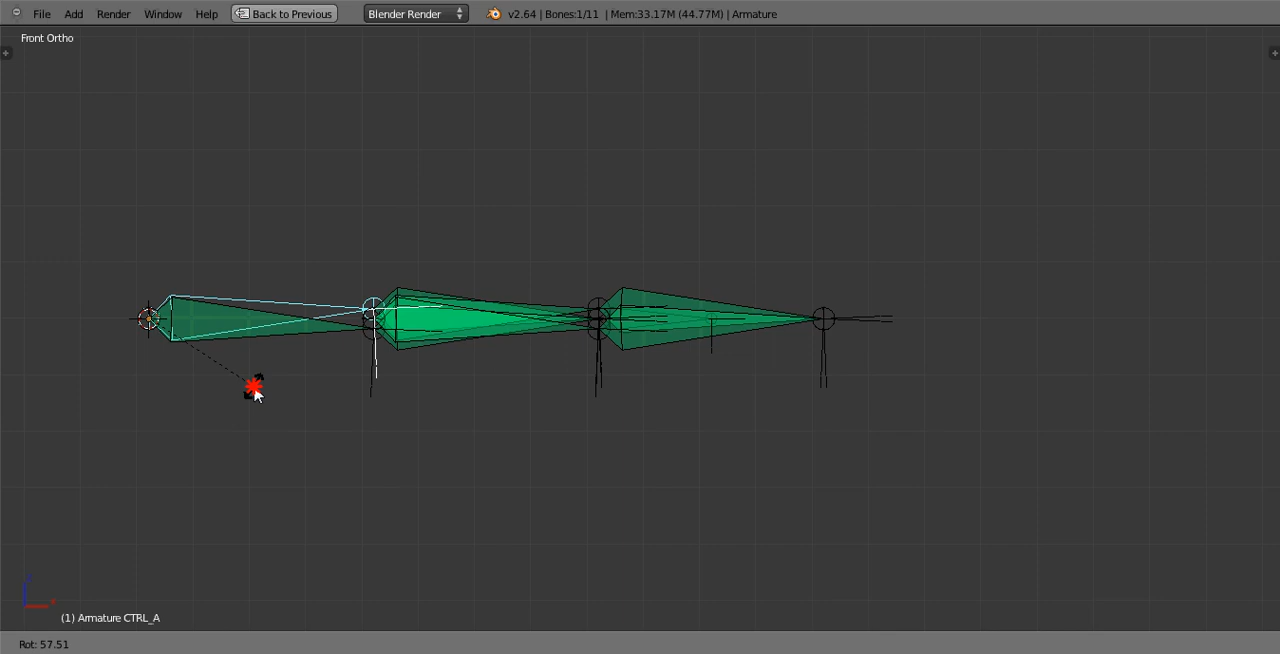 File Add Render Window Help Back to Previous Blender Render v2.64 | Bones:1/11 | Mem:33.17M (44.77M) | Armature
Front Ortho
(1) Armature CTRL_A
Rot: 57.51